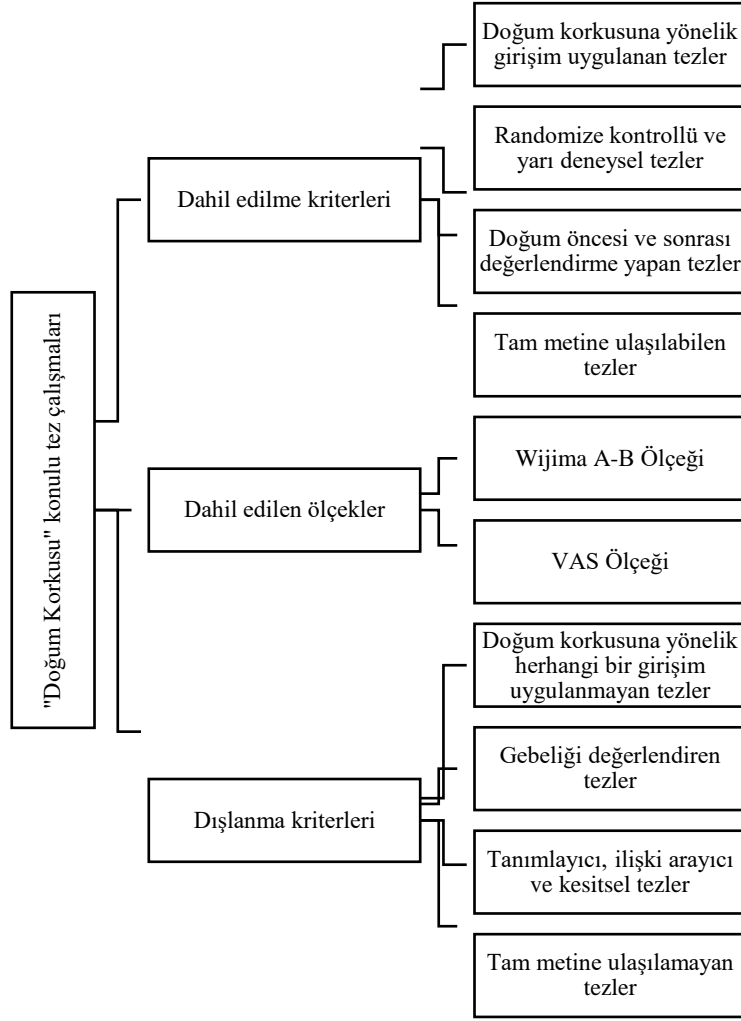 "Doğum Korkusu" konulu tez çalışmaları
Dahil edilme kriterleri
Doğum korkusuna yönelik
girişim uygulanan tezler
Randomize kontrollü ve
yarı deneysel tezler
Doğum öncesi ve sonrası
değerlendirme yapan tezler
Tam metine ulaşılabilen
tezler
Dahil edilen ölçekler
Wijima A-B Ölçeği
VAS Ölçeği
Dışlanma kriterleri
Doğum korkusuna yönelik
herhangi bir girişim
uygulanmayan tezler
Gebeliği değerlendiren
tezler
Tanımlayıcı, ilişki arayıcı
ve kesitsel tezler
Tam metine ulaşılamayan
tezler